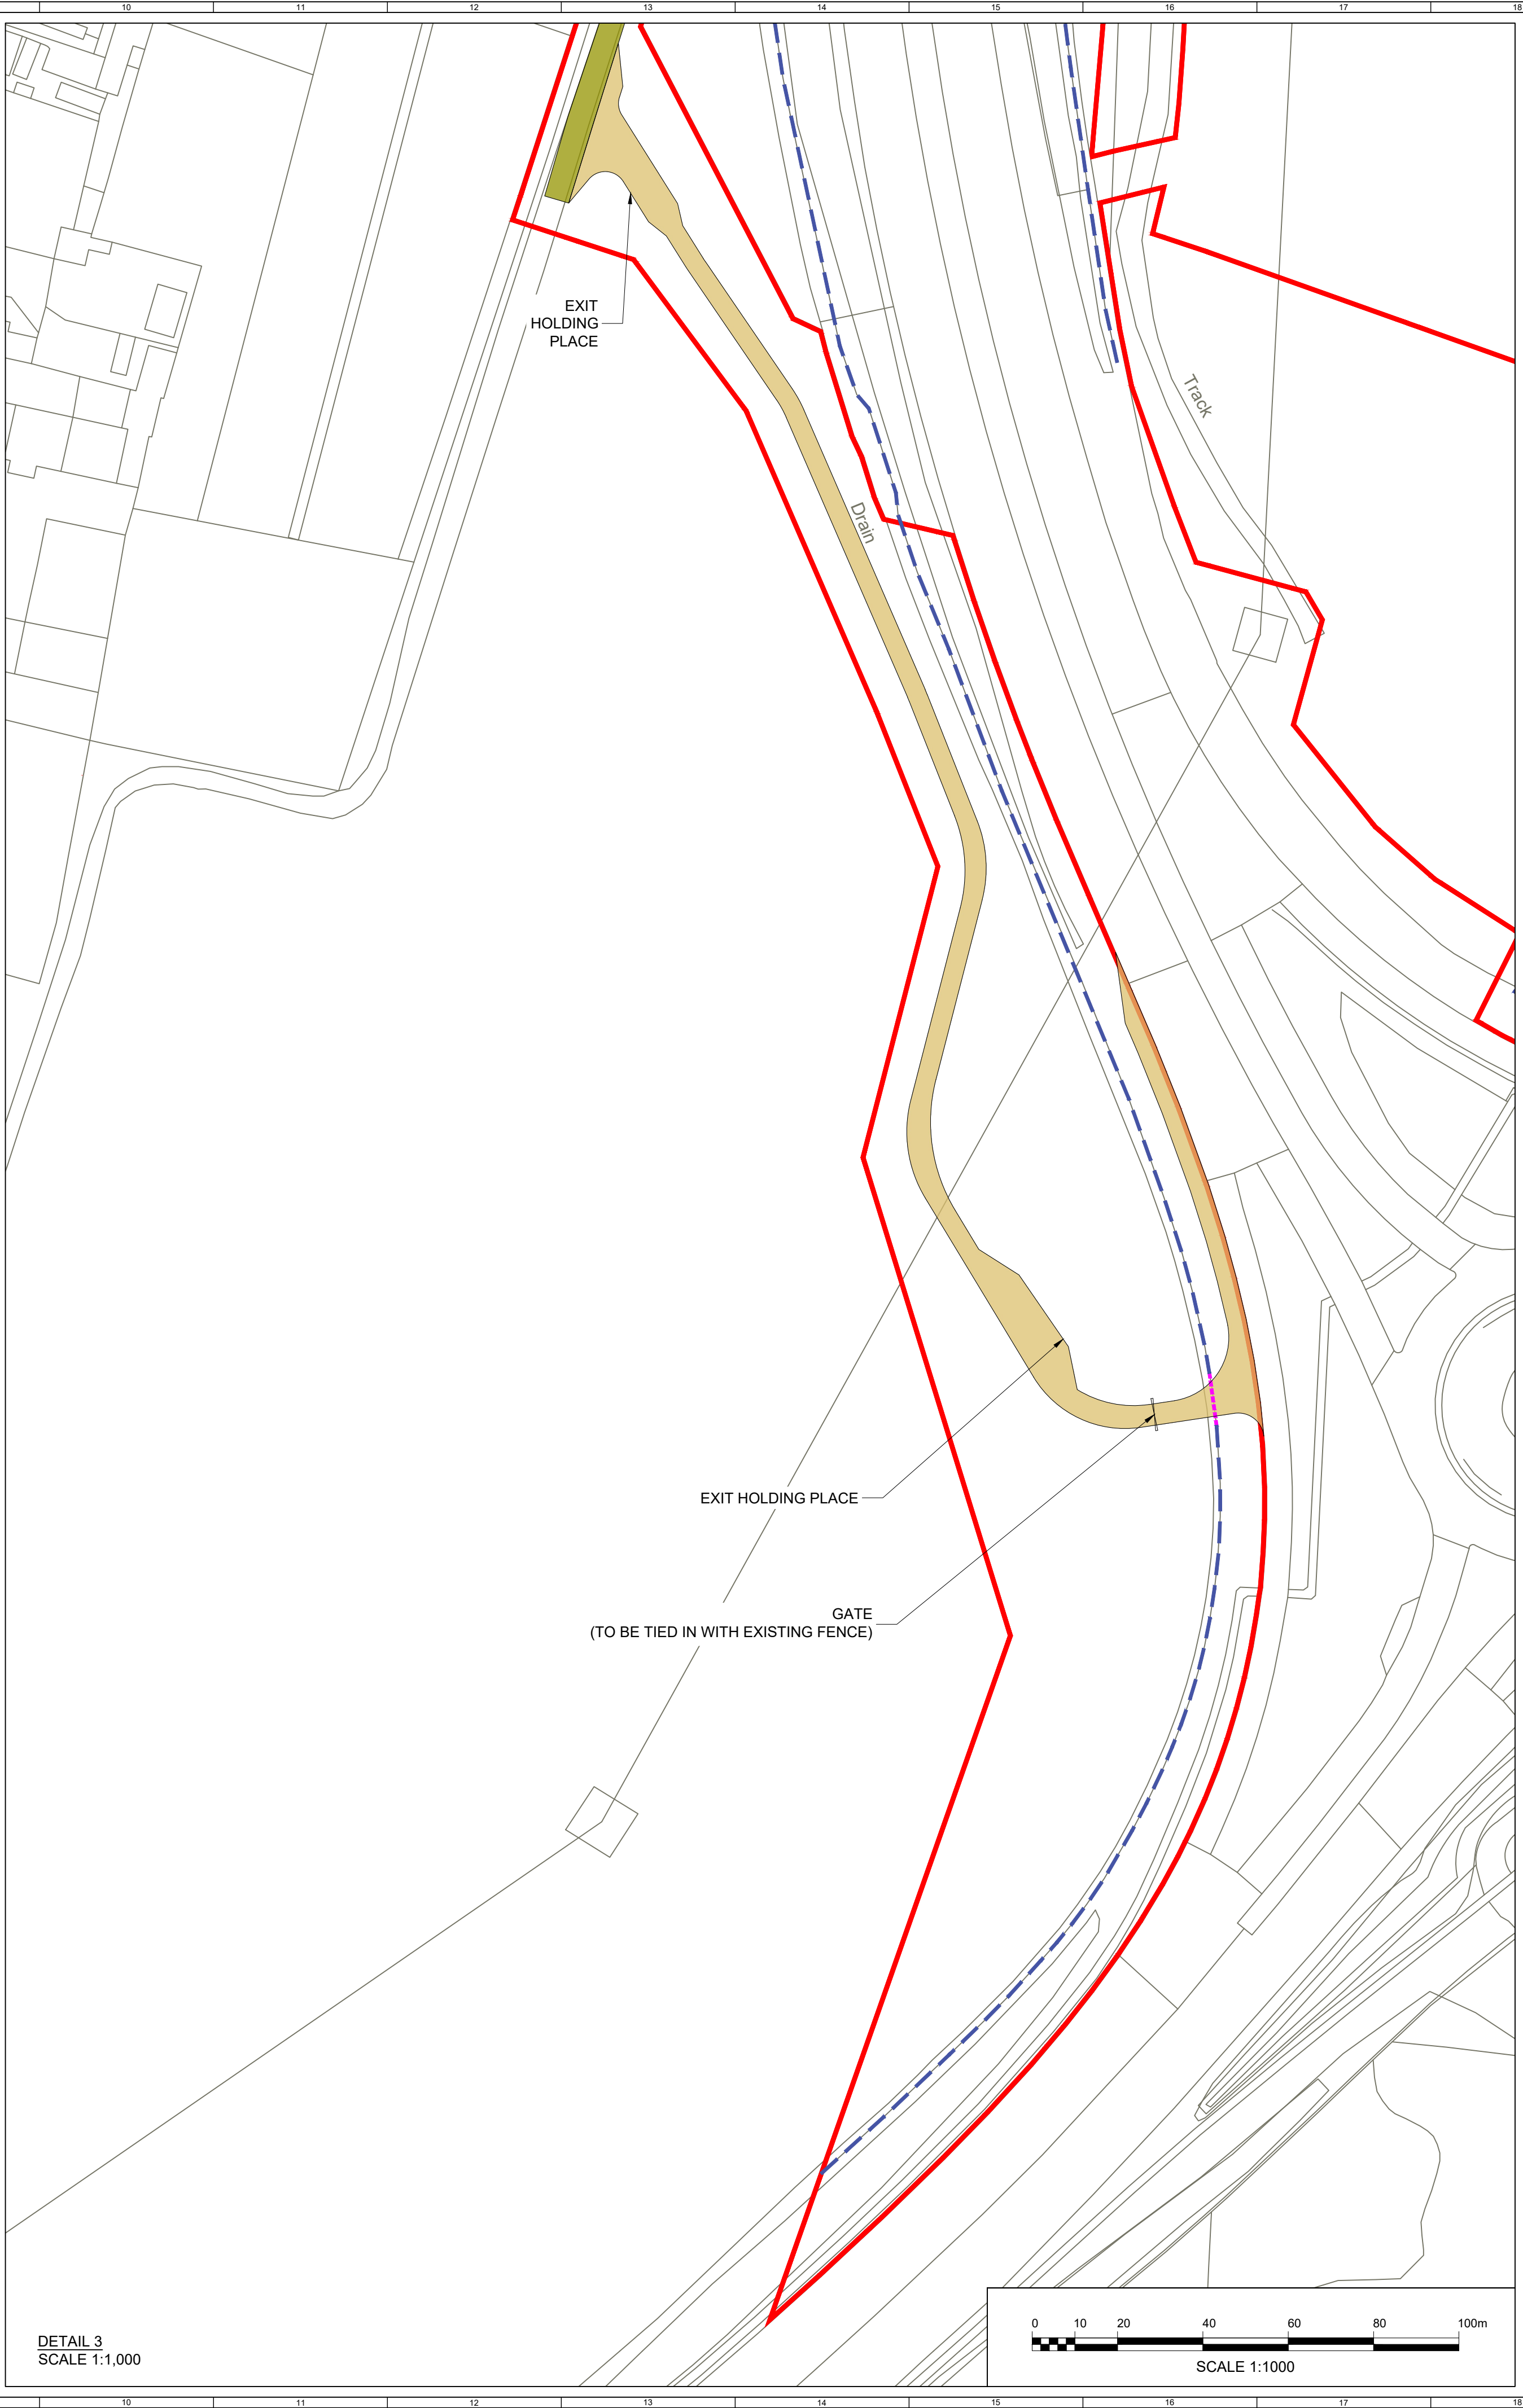 10 11 12 13 14 15 16 17 18
EXIT
HOLDING
PLACE
Track
Drain
EXIT HOLDING PLACE
GATE
(TO BE TIED IN WITH EXISTING FENCE)
DETAIL 3
SCALE 1:1,000
0 10 20 40 60 80 100m
SCALE 1:1000
10 11 12 13 14 15 16 17 18